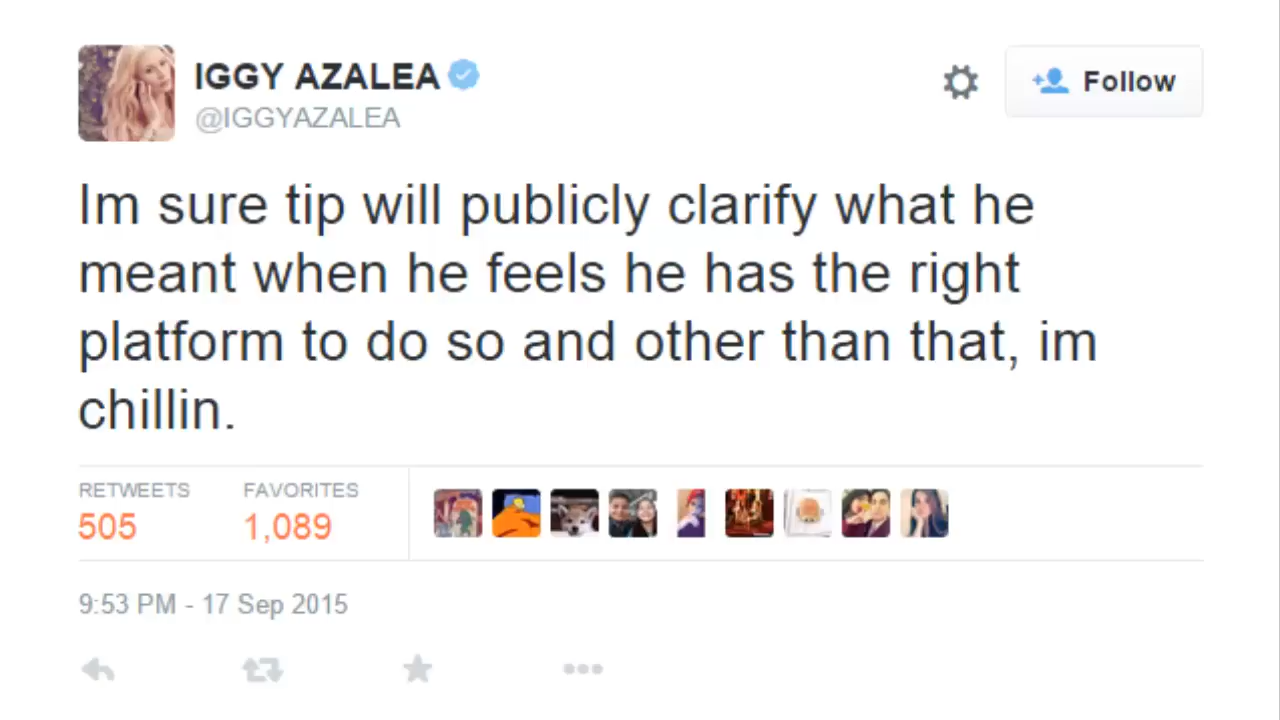 IGGY AZALEA
@IGGYAZALEA
Follow
Im sure tip will publicly clarify what he
meant when he feels he has the right
platform to do so and other than that, im
chillin.
RETWEETS FAVORITES
505 1,089
9:53 PM - 17 Sep 2015